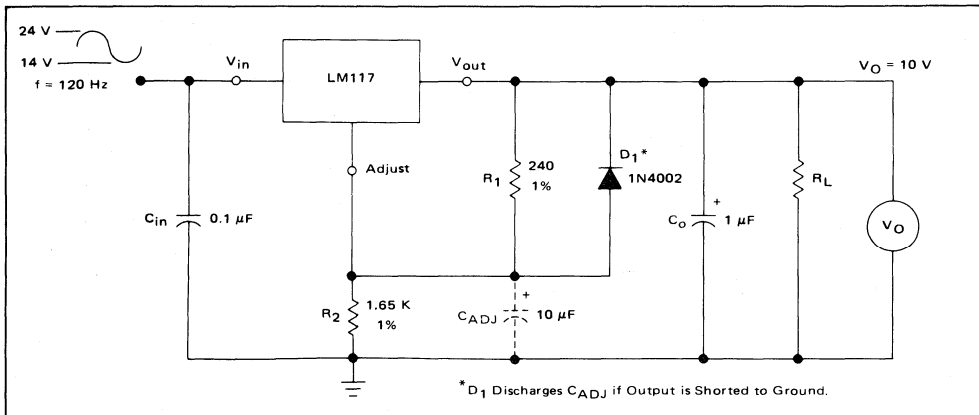 24 V
14 V
f = 120 Hz
Vin
LM117
Vout
VO = 10 V
Adjust
R1
240
1%
D1*
1N4002
Cin
0.1 µF
Co
+
1 µF
RL
VO
R2
1.65 K
1%
CADJ
+
10 µF
*D1 Discharges CADJ if Output is Shorted to Ground.